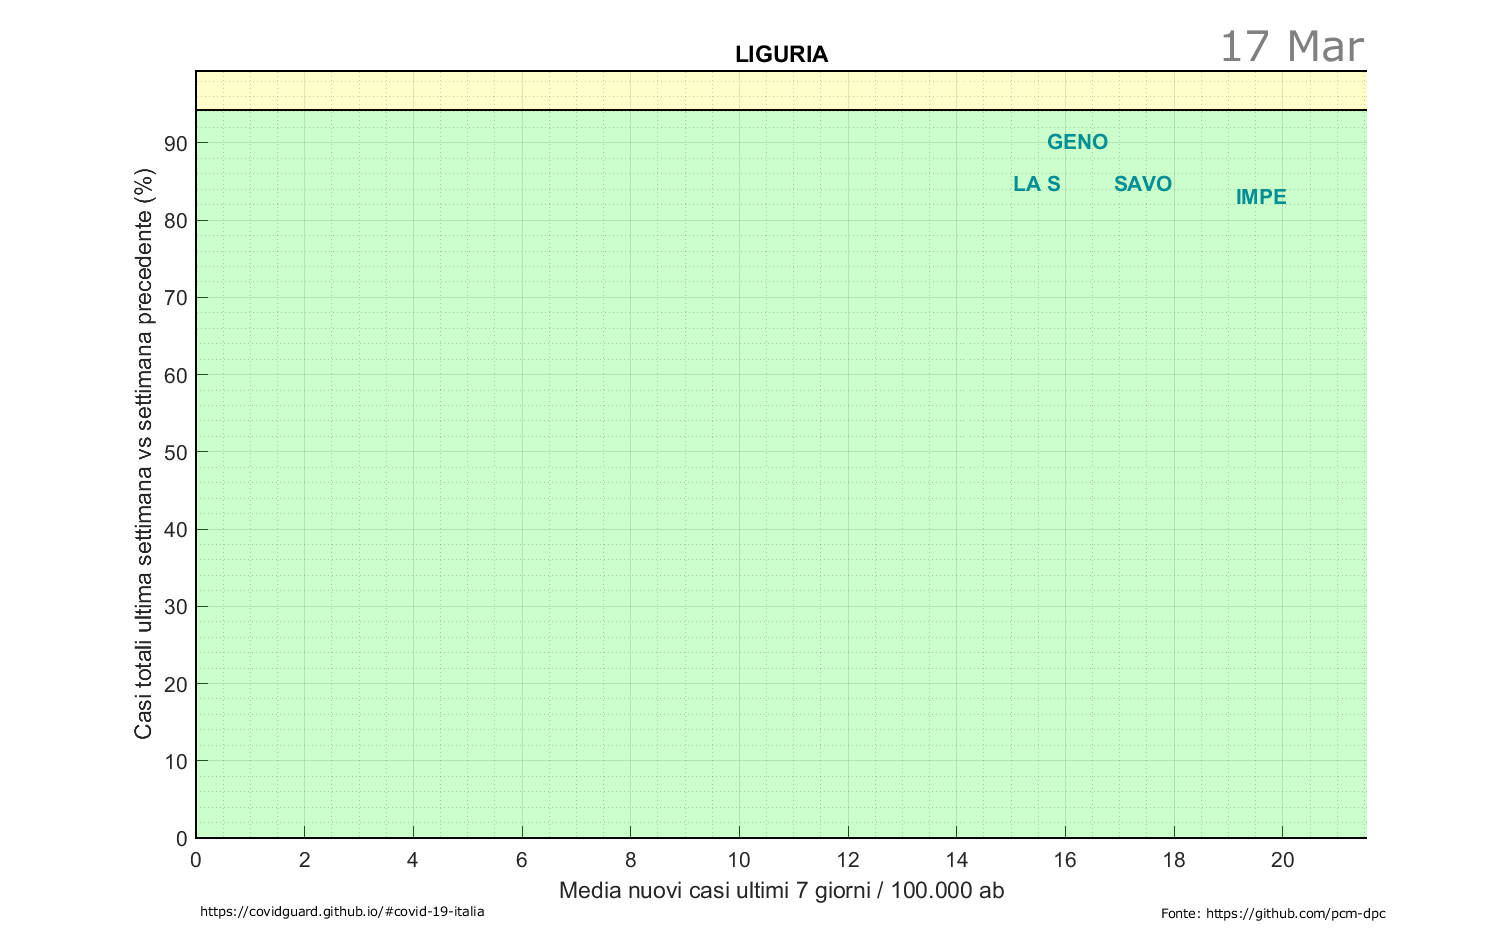 LIGURIA
17 Mar
Casi totali ultima settimana vs settimana precedente (%)
90
80
70
60
50
40
30
20
10
0
GENO
LA S
SAVO
IMPE
0 2 4 6 8 10 12 14 16 18 20
Media nuovi casi ultimi 7 giorni / 100.000 ab
https://covidguard.github.io/#covid-19-italia
Fonte: https://github.com/pcm-dpc